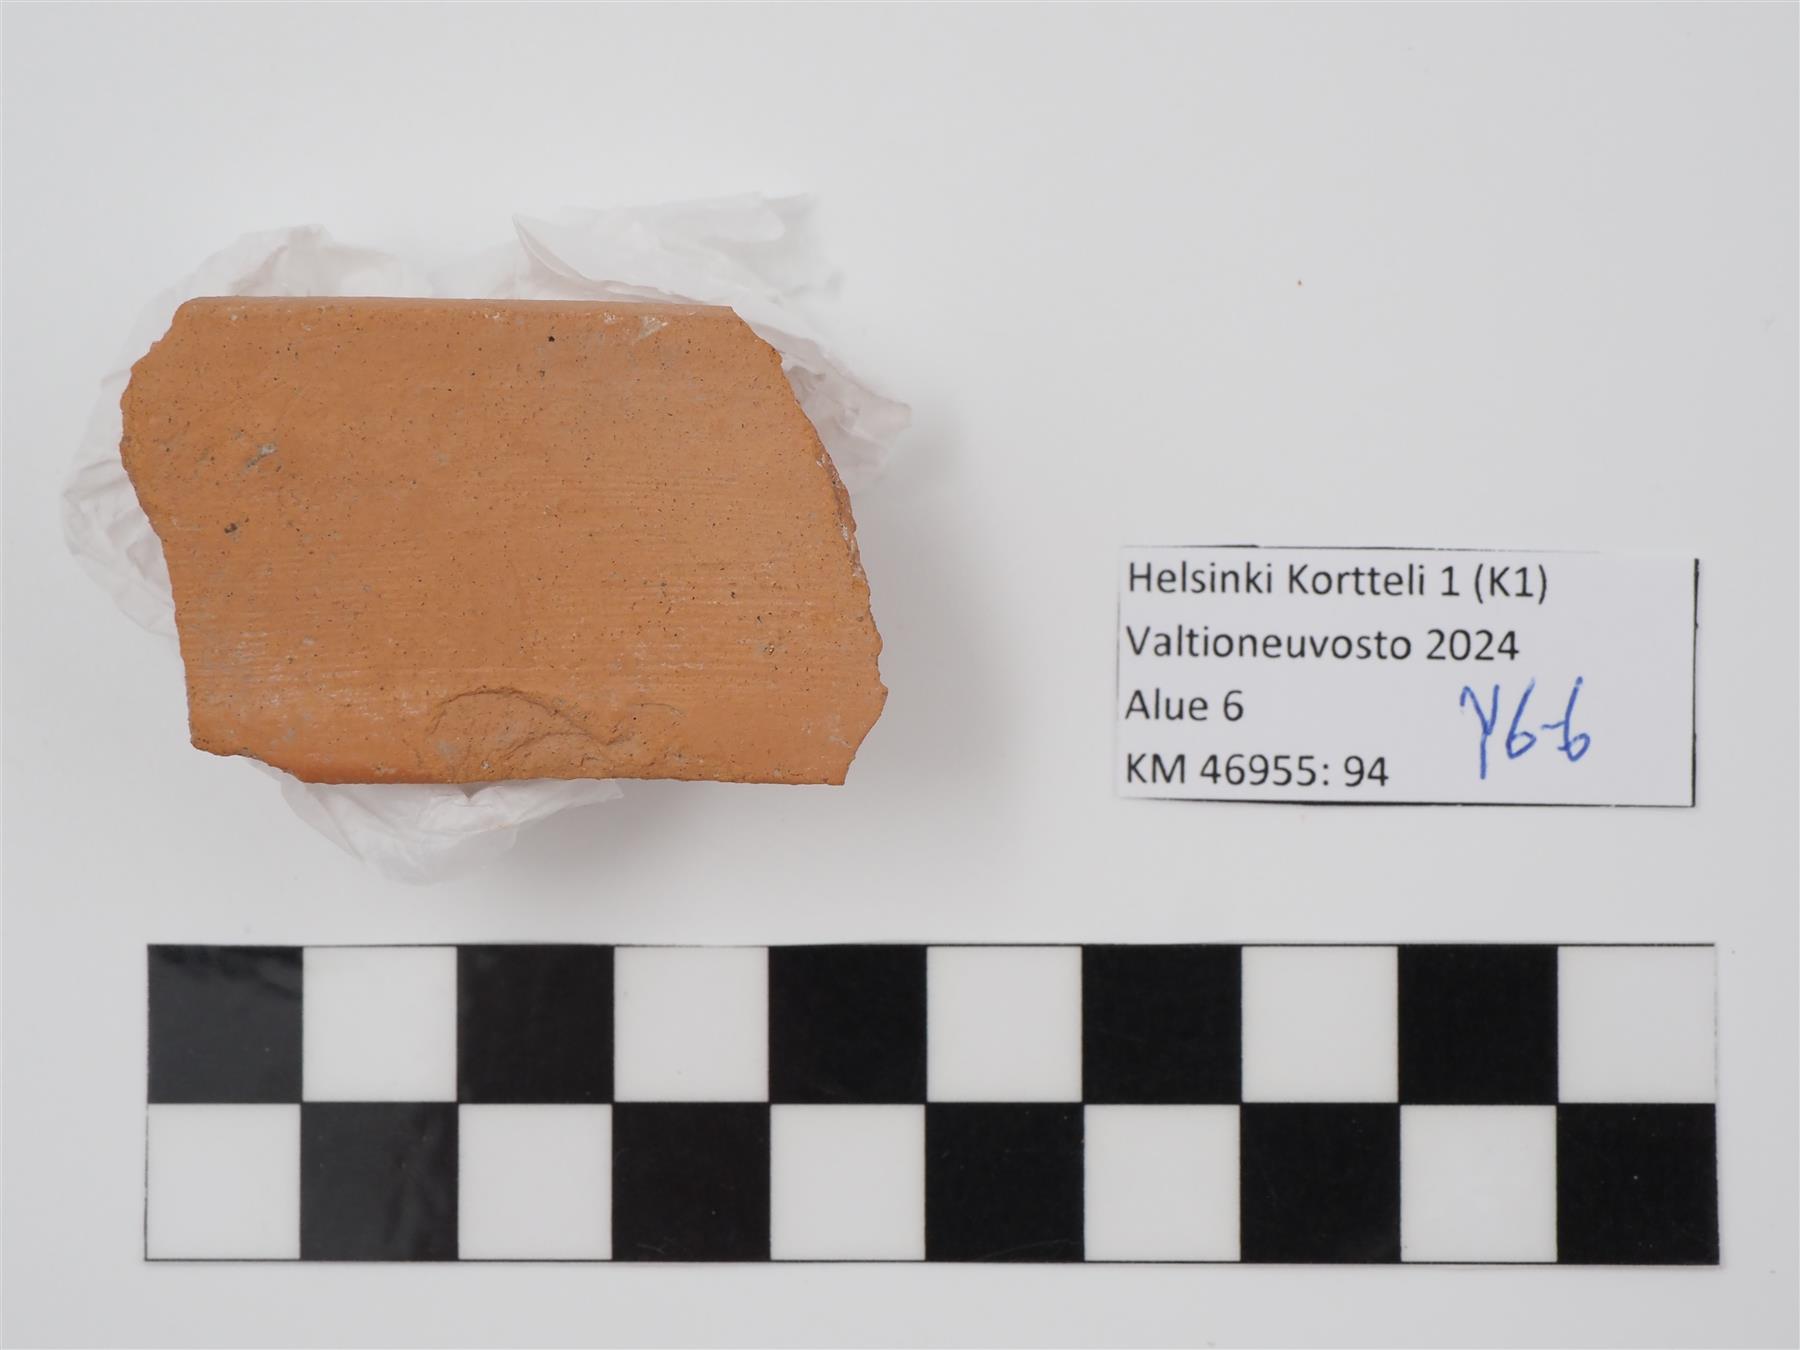 Helsinki Kortteli 1 (K1)
Valtioneuvosto 2024
Alue 6
Y6-6
KM 46955: 94